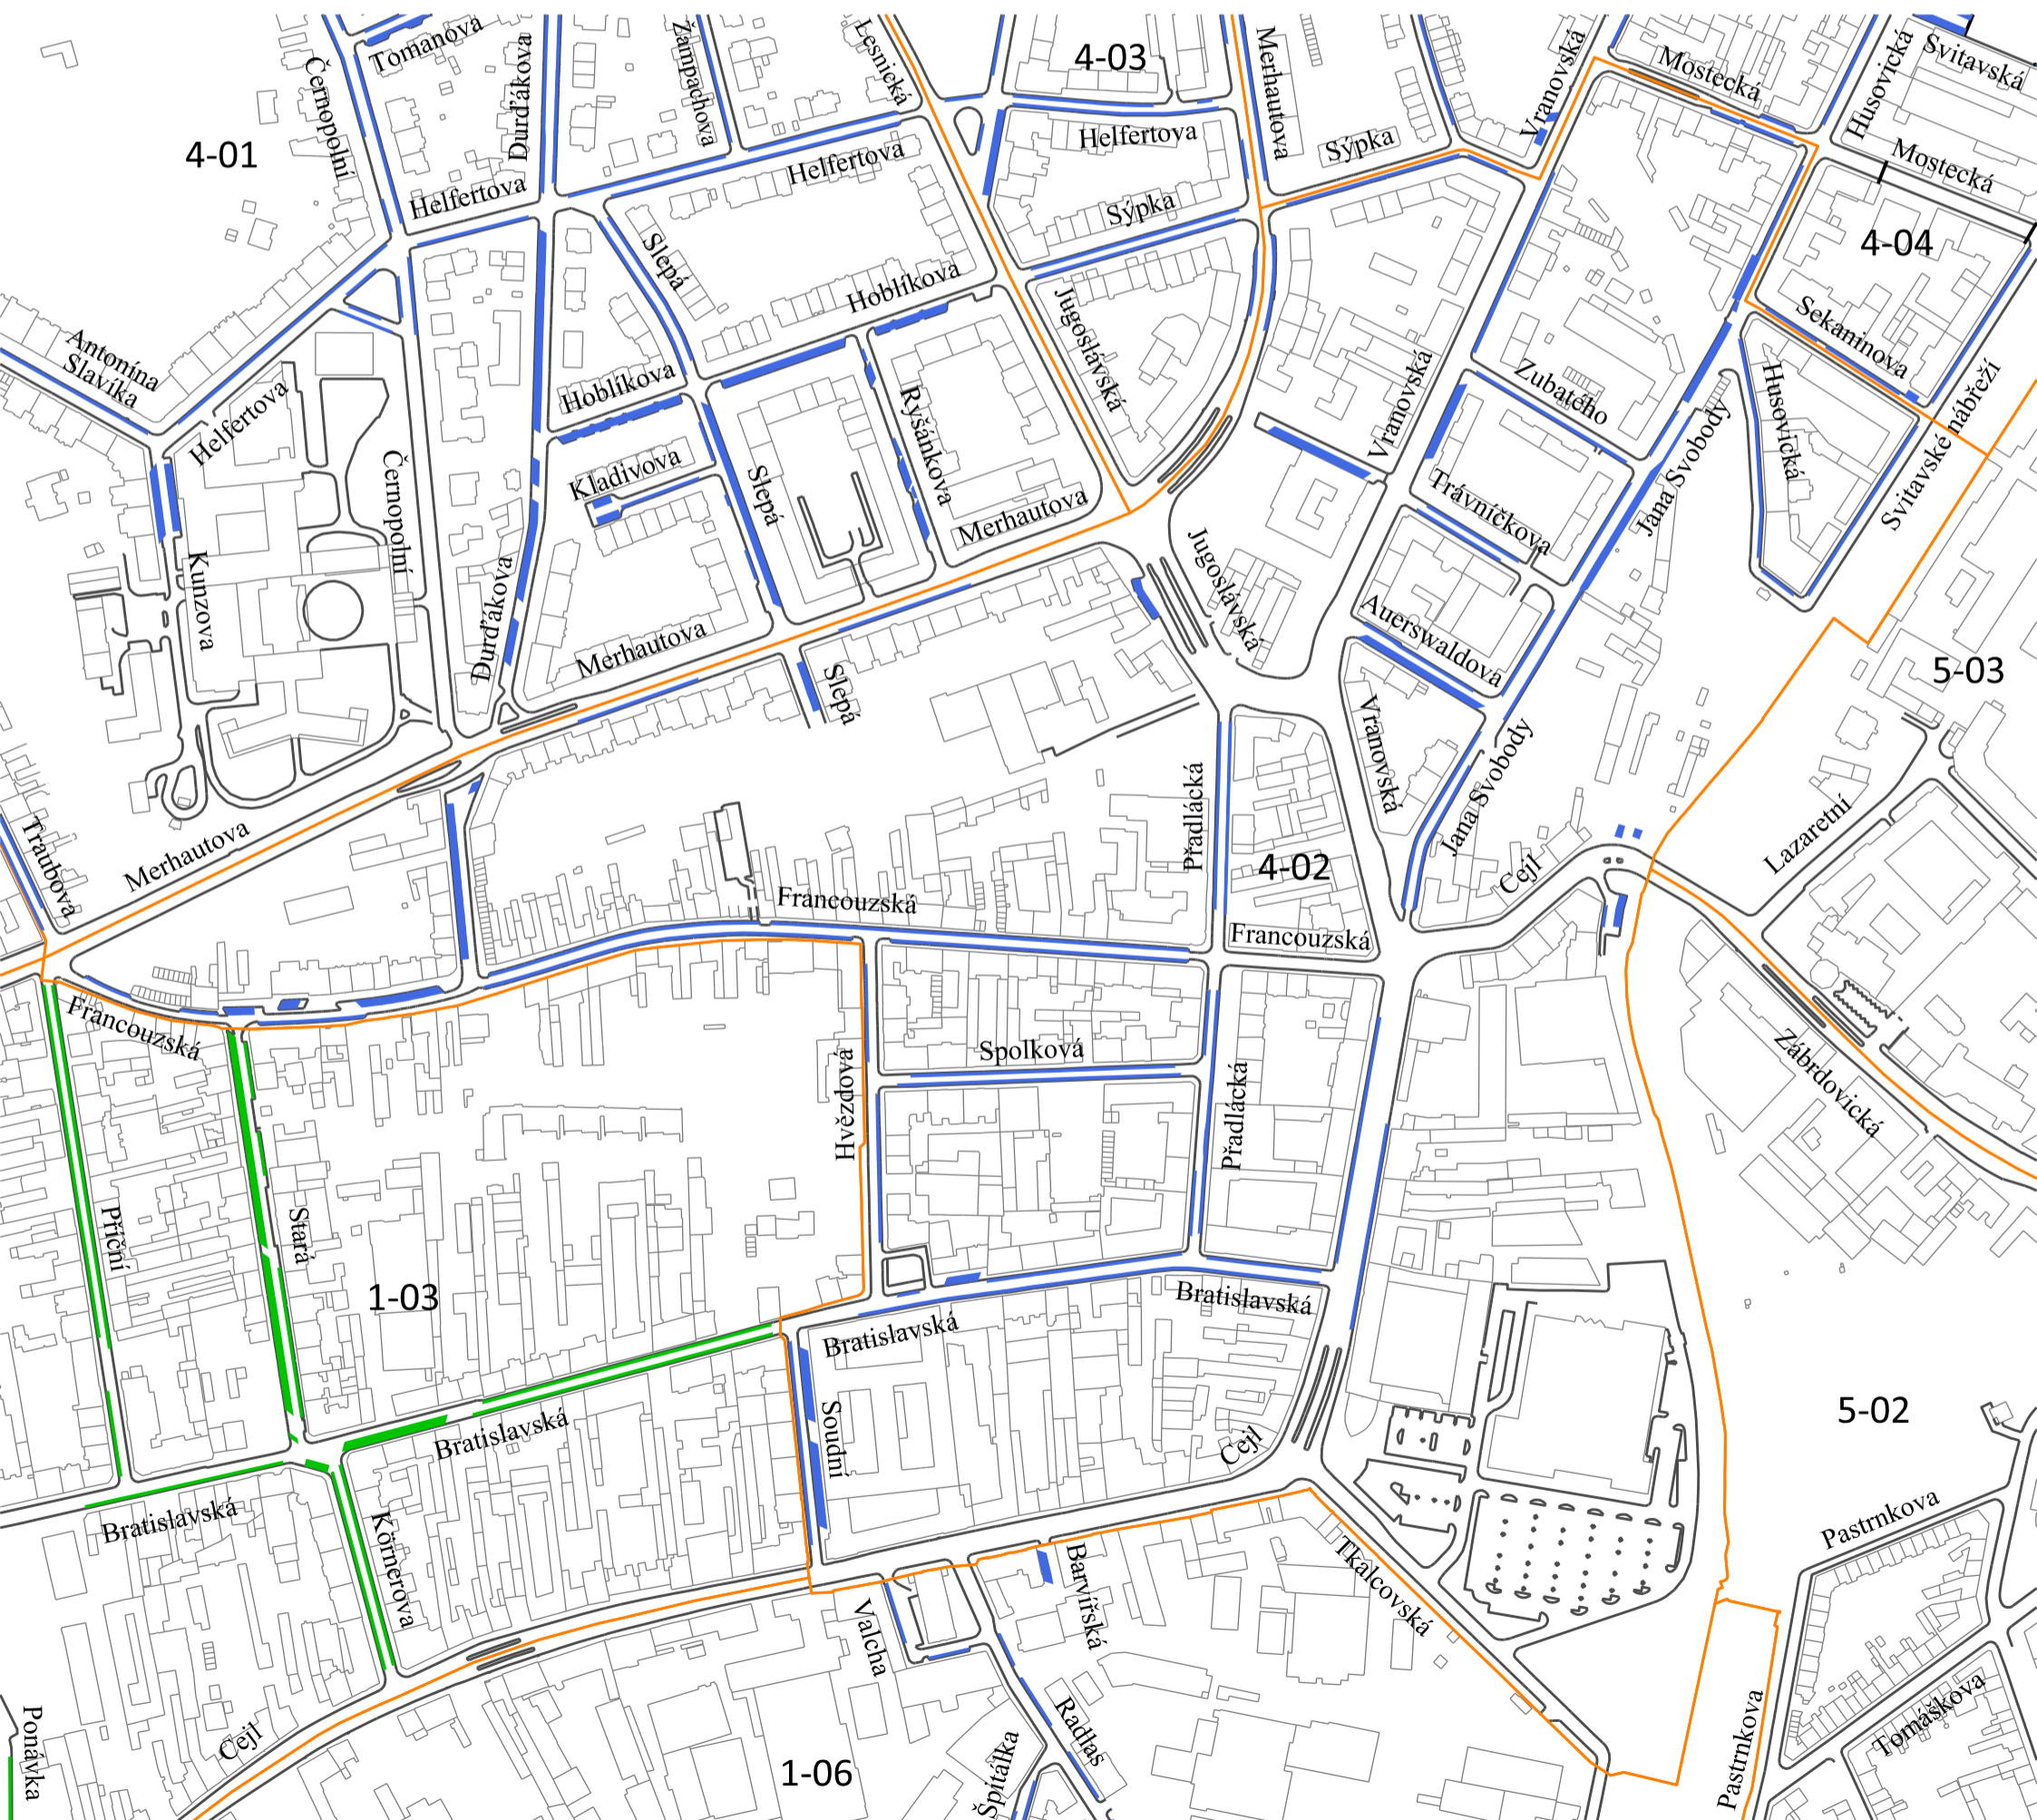 Tomanova
Černopolní
Durďákova
Zampachova
Lesnická
4-03
Merhautova
Vranovská
Mostecká
Husovická
Svitavská
4-01
Helfertova
Helfertova
Helfertova
Sýpka
Mostecká
Slepá
Sýpka
4-04
Hoblíkova
Jugoslávská
Sekaninova
Antonína
Slavíka
Helfertova
Hoblíkova
Ryšánkova
Vranovská
Zubatého
Husovická
Svitavské nábřeží
Černopolní
Kladivova
Slepá
Merhautova
Trávníčkova
Jana Svobody
Kunzova
Durďákova
Merhautova
Jugoslávská
Auerswaldova
5-03
Slepá
Vranovská
Jana Svobody
Traubova
Merhautova
Přadlácká
4-02
Cejl
Lazaretní
Francouzská
Francouzská
Francouzská
Spolková
Hvězdová
Přadlácká
Zábrdovická
Příční
Stará
1-03
Bratislavská
Bratislavská
5-02
Bratislavská
Soudní
Cejl
Bratislavská
Körnerova
Pastrnkova
Valcha
Barvířská
Tkalcovská
Ponávka
Cejl
1-06
Špitálka
Radlas
Pastrnkova
Tomáškova